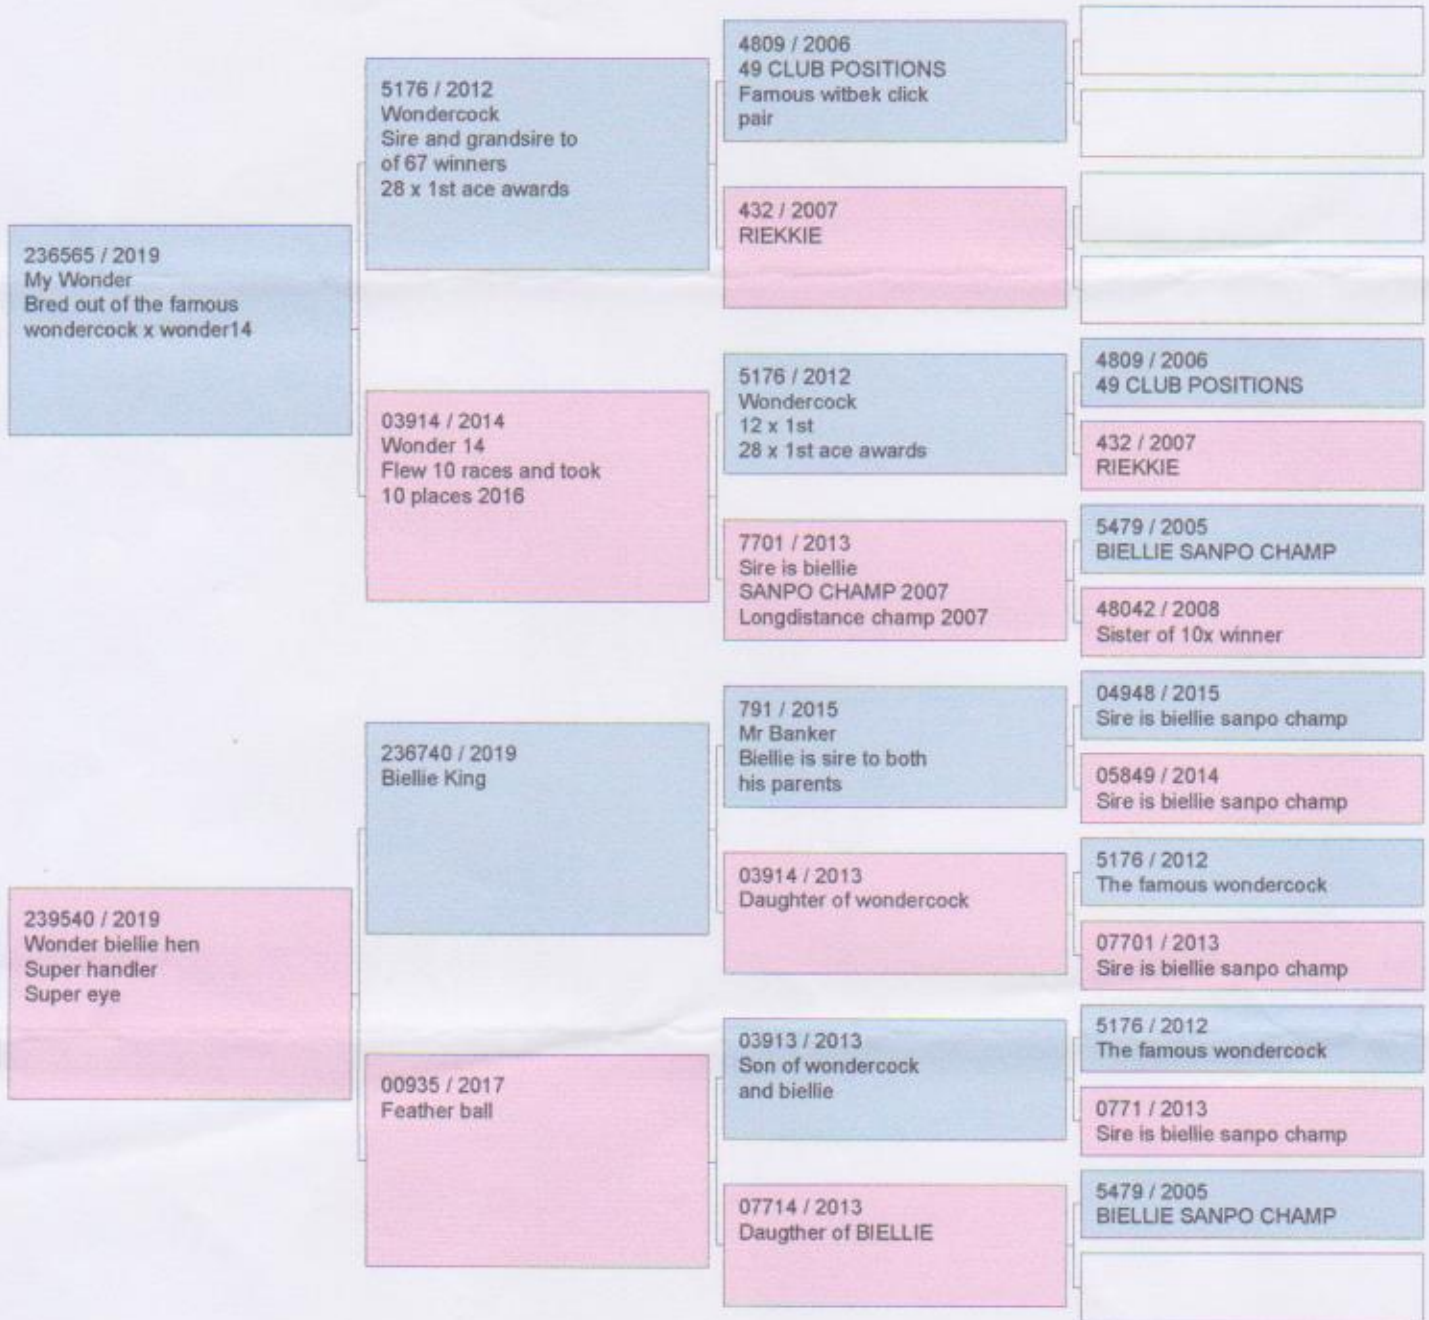 236565 / 2019
My Wonder
Bred out of the famous
wondercock x wonder14
239540 / 2019
Wonder biellie hen
Super handler
Super eye
5176 / 2012
Wondercock
Sire and grandsire to
of 67 winners
28 x 1st ace awards
03914 / 2014
Wonder 14
Flew 10 races and took
10 places 2016
236740 / 2019
Biellie King
00935 / 2017
Feather ball
4809 / 2006
49 CLUB POSITIONS
Famous witbek click
pair
432 / 2007
RIEKKIE
5176 / 2012
Wondercock
12 x 1st
28 x 1st ace awards
7701 / 2013
Sire is biellie
SANPO CHAMP 2007
Longdistance champ 2007
791 / 2015
Mr Banker
Biellie is sire to both
his parents
03914 / 2013
Daughter of wondercock
03913 / 2013
Son of wondercock
and biellie
07714 / 2013
Daugther of BIELLIE
4809 / 2006
49 CLUB POSITIONS
432 / 2007
RIEKKIE
5479 / 2005
BIELLIE SANPO CHAMP
48042 / 2008
Sister of 10x winner
04948 / 2015
Sire is biellie sanpo champ
05849 / 2014
Sire is biellie sanpo champ
5176 / 2012
The famous wondercock
07701 / 2013
Sire is biellie sanpo champ
5176 / 2012
The famous wondercock
0771 / 2013
Sire is biellie sanpo champ
5479 / 2005
BIELLIE SANPO CHAMP